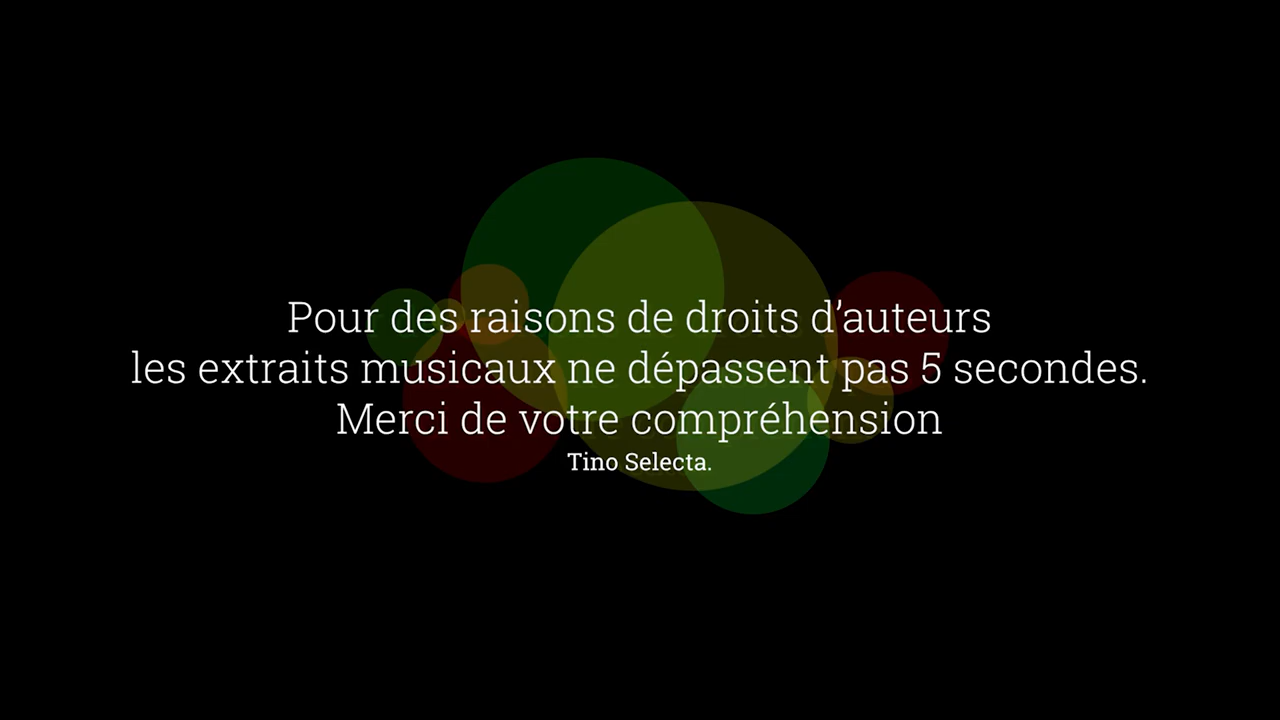 Pour des raisons de droits d’auteurs
les extraits musicaux ne dépassent pas 5 secondes.
Merci de votre compréhension
Tino Selecta.